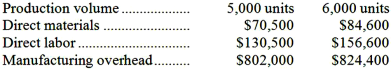 Production volume .................. 5,000 units 6,000 units
Direct materials ...................... $70,500 $84,600
Direct labor ............................. $130,500 $156,600
Manufacturing overhead......... $802,000 $824,400